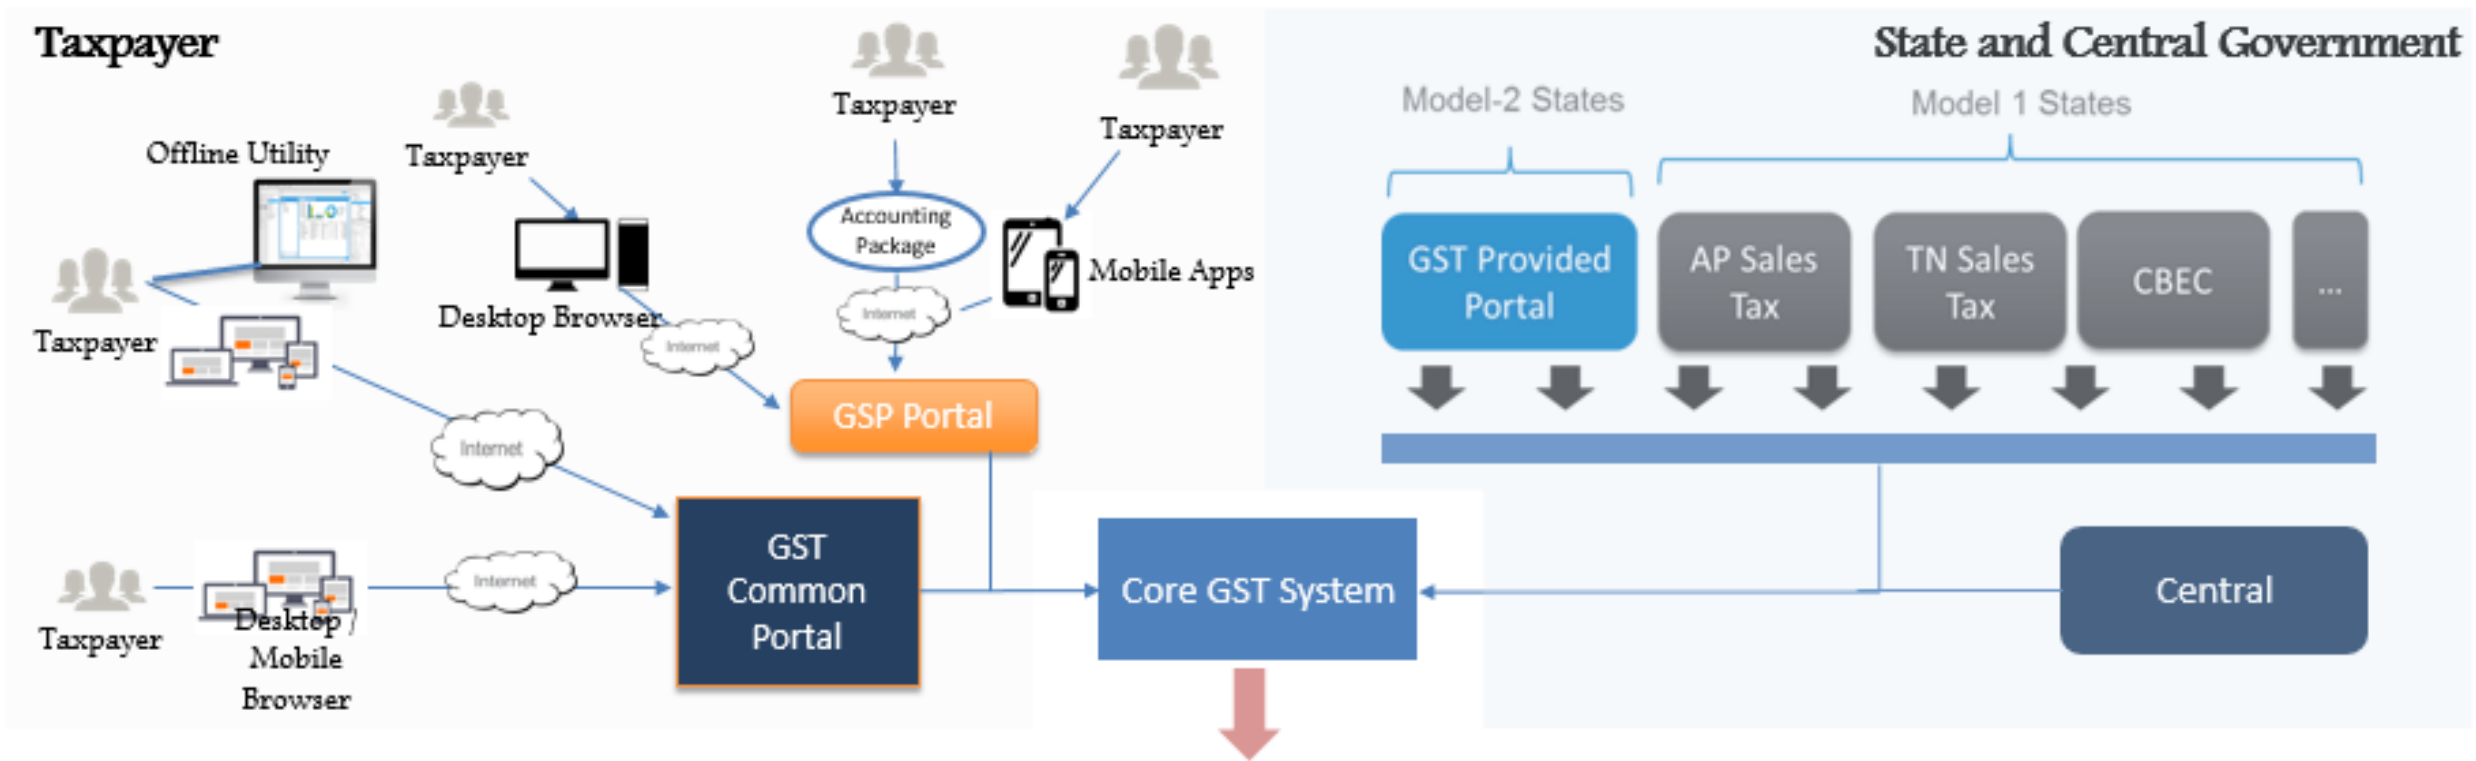 Taxpayer
State and Central Government
Taxpayer
Taxpayer
Offline Utility
Taxpayer
Taxpayer
Desktop Browser
Accounting
Package
Mobile Apps
Internet
Internet
GSP Portal
Internet
Internet
Taxpayer
Desktop /
Mobile
Browser
GST
Common
Portal
Core GST System
Model-2 States
Model 1 States
GST Provided
Portal
AP Sales
Tax
TN Sales
Tax
CBEC
...
Central